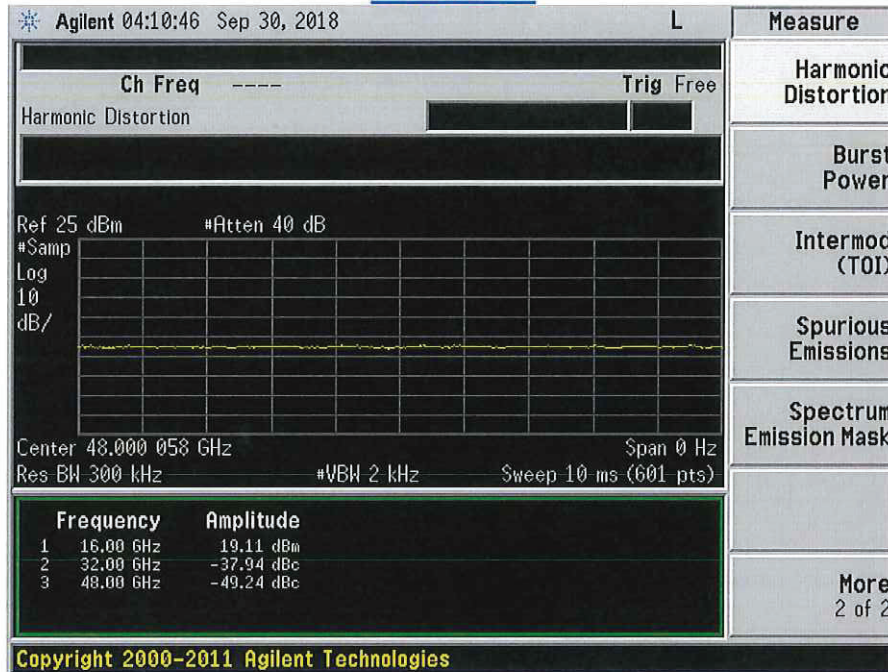 Agilent 04:10:46 Sep 30, 2018 L
Measure
Ch Freq ---- Trig Free
Harmonic Distortion
Harmonic
Distortion
Burst
Power
Intermod
(TOI)
Spurious
Emissions
Spectrum
Emission Mask
More
2 of 2
Ref 25 dBm #Atten 40 dB
#Samp
Log
10
dB/
Center 48.000 058 GHz Span 0 Hz
Res BW 300 kHz #VBW 2 kHz Sweep 10 ms (601 pts)
Frequency Amplitude
1 16.00 GHz 19.11 dBm
2 32.00 GHz -37.94 dBc
3 48.00 GHz -49.24 dBc
Copyright 2000-2011 Agilent Technologies